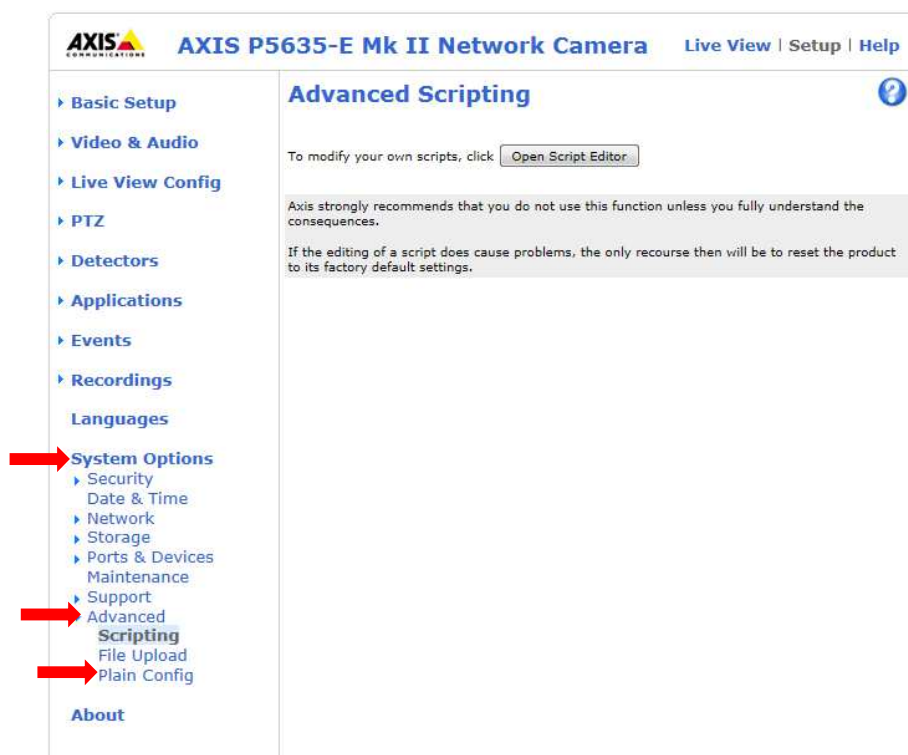 AXIS
COMMUNICATIONS
AXIS P5635-E Mk II Network Camera
Live View | Setup | Help
Basic Setup
Video & Audio
Live View Config
PTZ
Detectors
Applications
Events
Recordings
Languages
System Options
Security
Date & Time
Network
Storage
Ports & Devices
Maintenance
Support
Advanced
Scripting
File Upload
Plain Config
About
Advanced Scripting
?
To modify your own scripts, click Open Script Editor
Axis strongly recommends that you do not use this function unless you fully understand the
consequences.
If the editing of a script does cause problems, the only recourse then will be to reset the product
to its factory default settings.